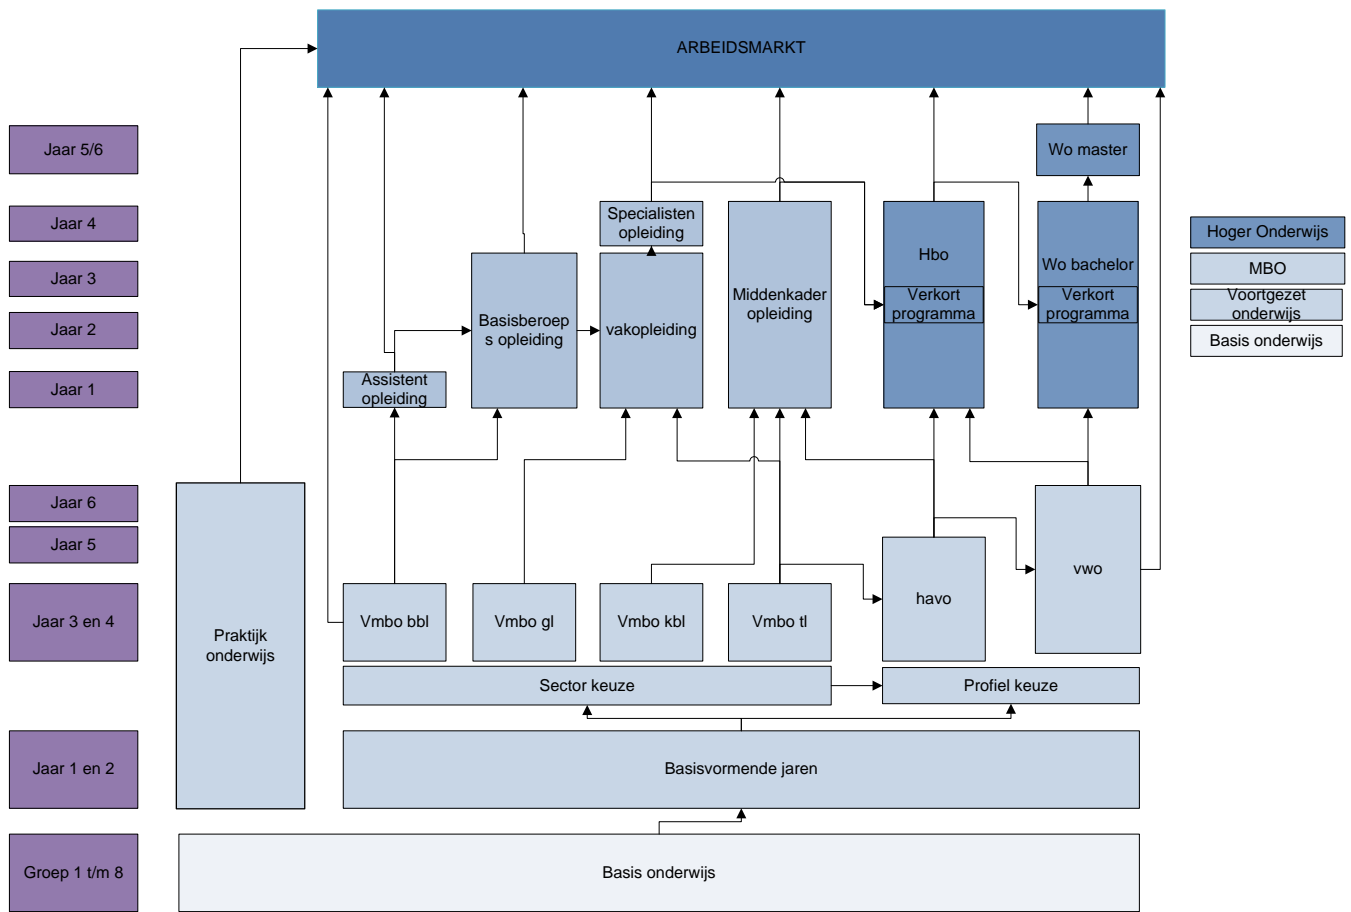 ARBEIDSMARKT
Jaar 5/6
Wo master
Jaar 4
Specialisten
opleiding
Hoger Onderwijs
Jaar 3
Hbo
Wo bachelor
MBO
Middenkader
opleiding
Verkort
programma
Verkort
programma
Voortgezet
onderwijs
Jaar 2
Basisberoep
s opleiding
vakopleiding
Basis onderwijs
Jaar 1
Assistent
opleiding
Jaar 6
Jaar 5
vwo
Jaar 3 en 4
Praktijk
onderwijs
Vmbo bbl
Vmbo gl
Vmbo kbl
Vmbo tl
havo
Sector keuze
Profiel keuze
Jaar 1 en 2
Basisvormende jaren
Groep 1 t/m 8
Basis onderwijs